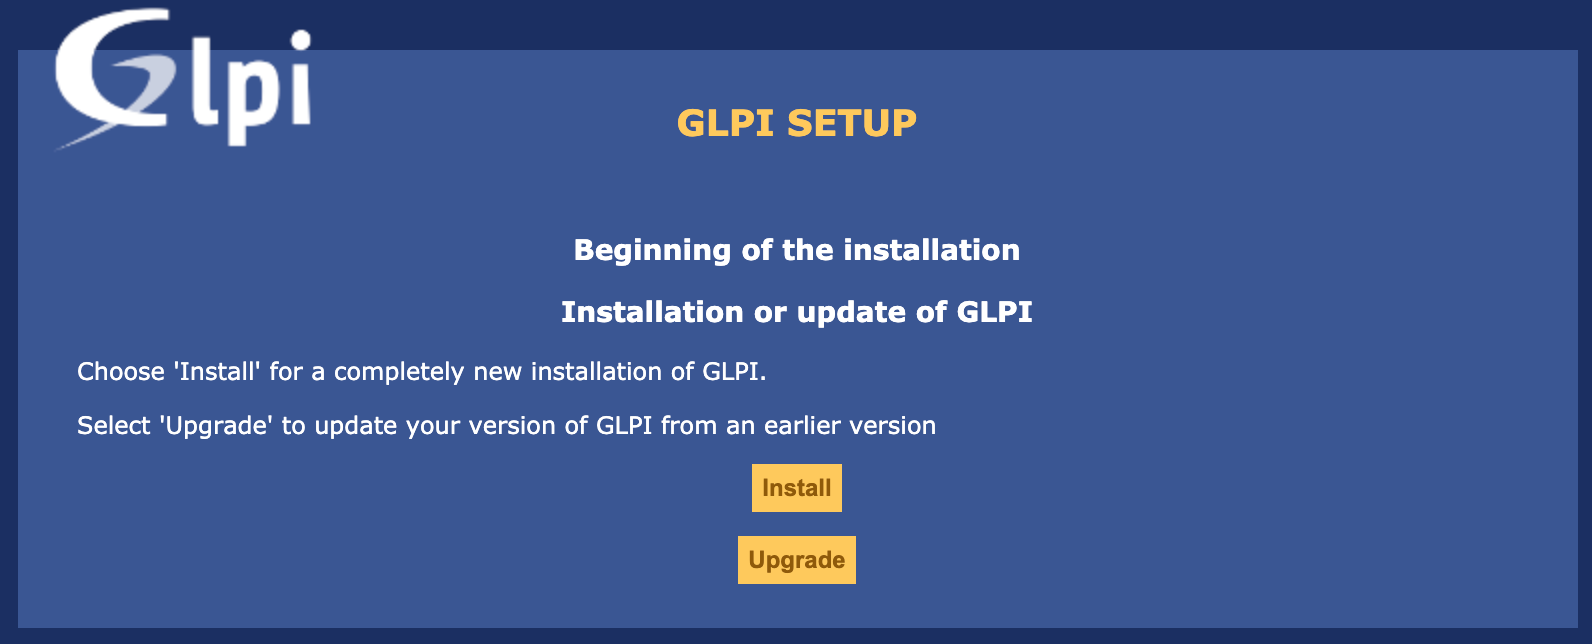 Glpi
GLPI SETUP
Beginning of the installation
Installation or update of GLPI
Choose 'Install' for a completely new installation of GLPI.
Select 'Upgrade' to update your version of GLPI from an earlier version
Install
Upgrade